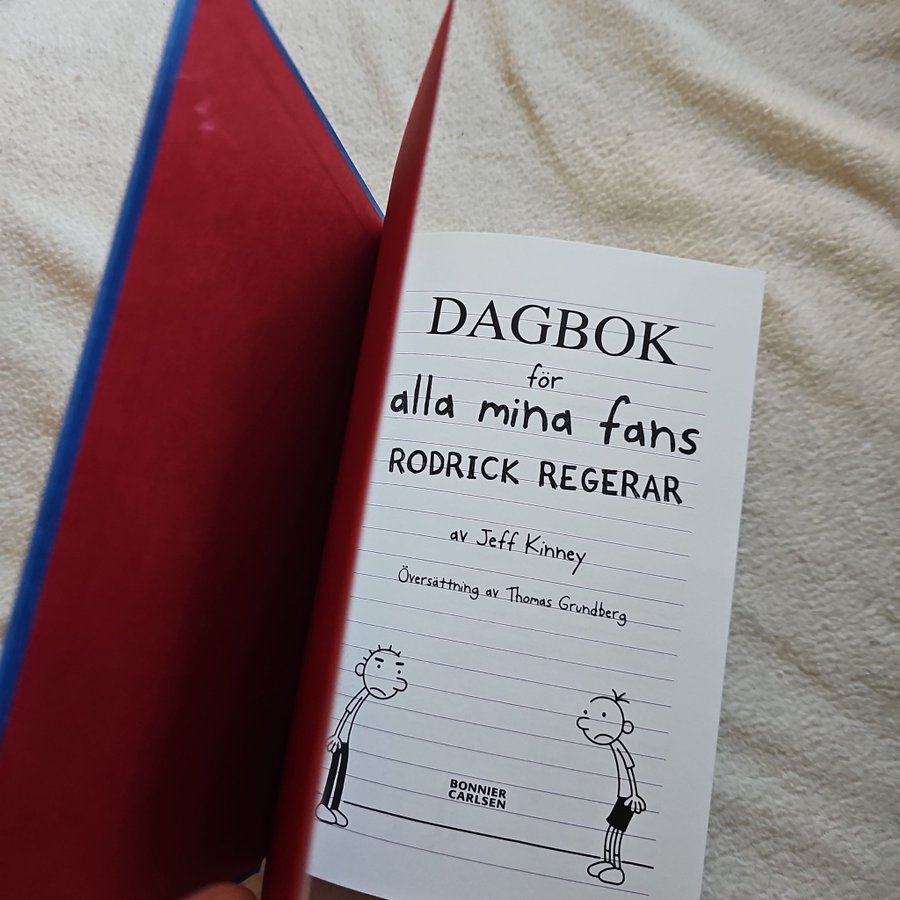 DAGBOK
för
alla mina fans
RODRICK REGERAR
av Jeff Kinney
Översättning av Thomas Grundberg
BONNIER
CARLSEN